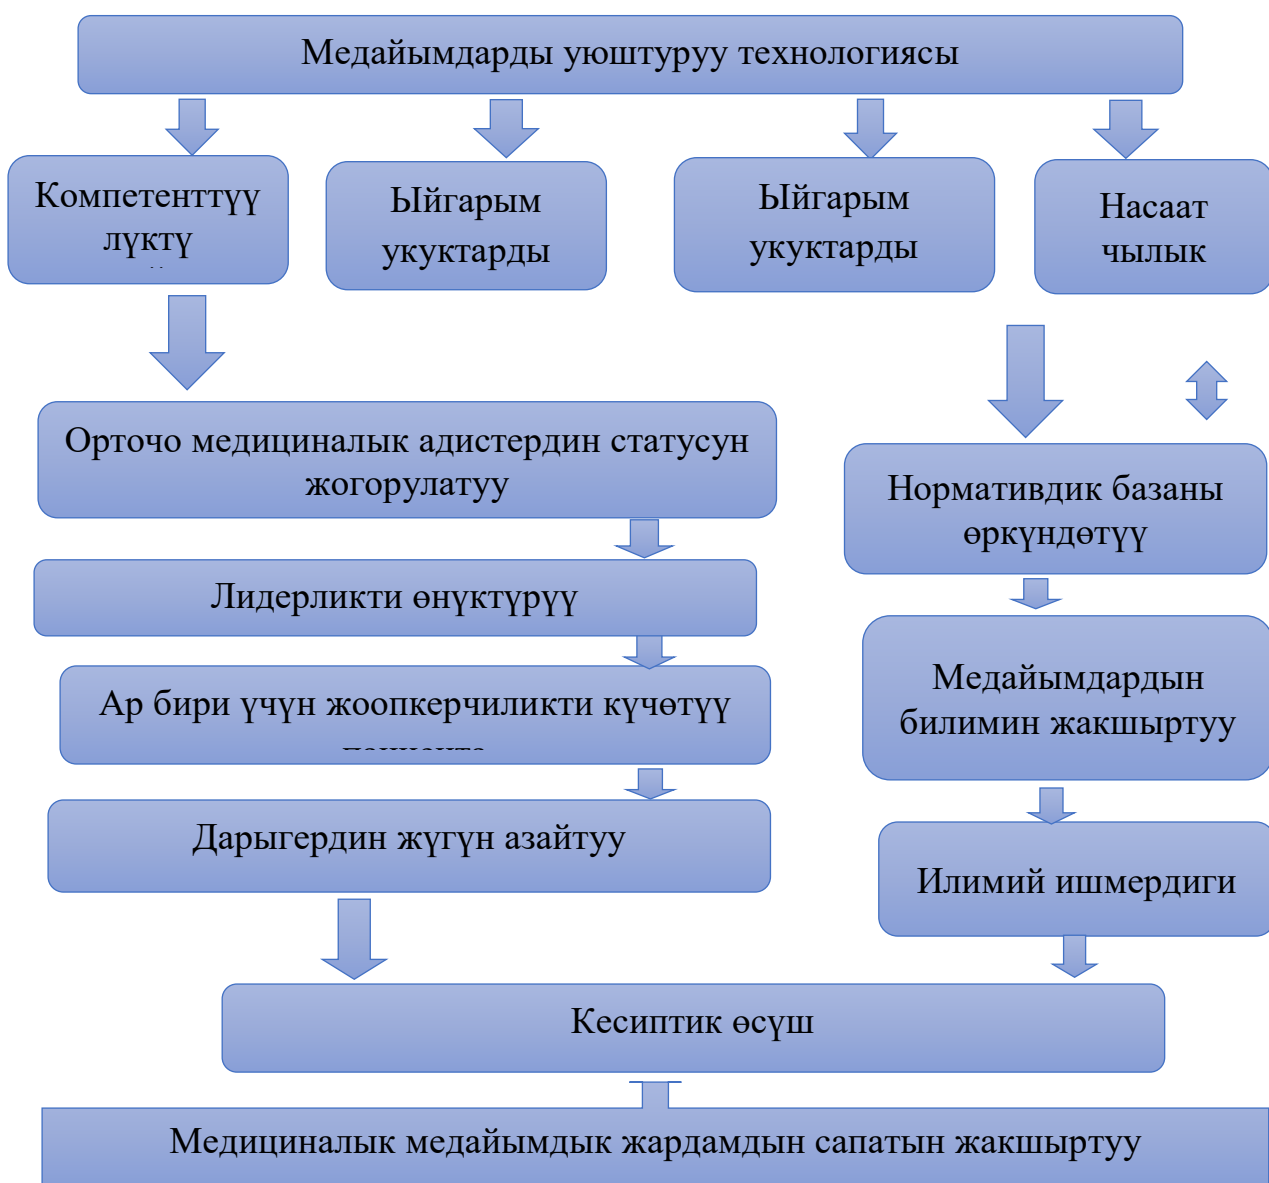 Медайымдарды уюштуруу технологиясы
Компетенттүү
лүктү
Ыйгарым
укуктарды
Ыйгарым
укуктарды
Насаат
чылык
Орточо медициналык адистердин статусун
жогорулатуу
Лидерликти өнүктүрүү
Ар бири үчүн жоопкерчиликти күчөтүү
Дарыгердин жүгүн азайтуу
Нормативдик базаны
өркүндөтүү
Медайымдардын
билимин жакшыртуу
Илимий ишмердиги
Кесиптик өсүш
Медициналык медайымдык жардамдын сапатын жакшыртуу